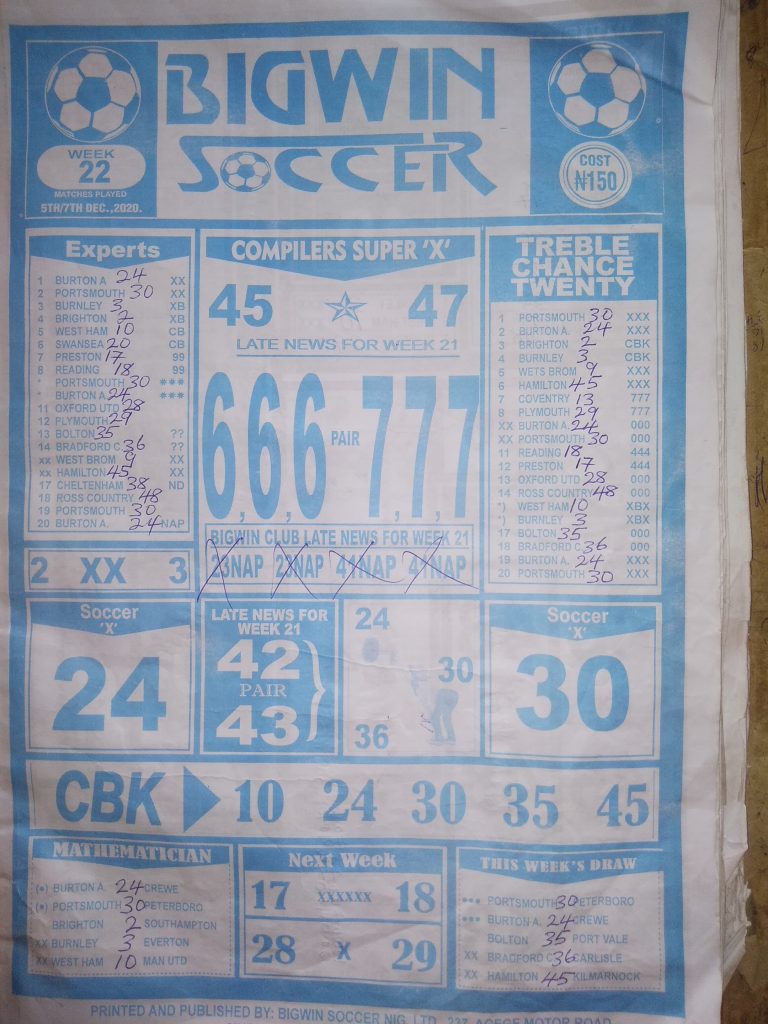 BIGWIN
SOCCER
WEEK
22
MATCHES PLAYED
5TH/7TH DEC.,2020.
COST
₦150
Experts
1 BURTON A 24 XX
2 PORTSMOUTH 30 XX
3 BURNLEY 3 XB
4 BRIGHTON 2 XB
5 WEST HAM 10 CB
6 SWANSEA 20 CB
7 PRESTON 17 99
8 READING 18 99
* PORTSMOUTH 30 ***
* BURTON A. 24 ***
11 OXFORD UTD 28
12 PLYMOUTH 29
13 BOLTON 35 ??
14 BRADFORD C 36 ??
xx WEST BROM 9 XX
xx HAMILTON 45 XX
17 CHELTENHAM 38 ND
18 ROSS COUNTRY 48
19 PORTSMOUTH 30
20 BURTON A. 24 NAP
2 XX 3
COMPILERS SUPER 'X'
45 47
LATE NEWS FOR WEEK 21
6,6,6 PAIR 7,7,7
BIGWIN CLUB LATE NEWS FOR WEEK 21
23NAP 23NAP 41NAP 41NAP
TREBLE
CHANCE
TWENTY
1 PORTSMOUTH 30 XXX
2 BURTON A. 24 XXX
3 BRIGHTON 2 CBK
4 BURNLEY 3 CBK
5 WETS BROM 9 XXX
6 HAMILTON 45 XXX
7 COVENTRY 13 777
8 PLYMOUTH 29 777
XX BURTON A. 24 000
XX PORTSMOUTH 30 000
11 READING 18 444
12 PRESTON 17 444
13 OXFORD UTD 28 000
14 ROSS COUNTRY 48 000
*) WEST HAM 10 XBX
*) BURNLEY 3 XBX
17 BOLTON 35 000
18 BRADFORD C 36 000
19 BURTON A. 24 XXX
20 PORTSMOUTH 30 XXX
Soccer
'X'
24
LATE NEWS FOR
WEEK 21
42
PAIR
43
24
30
36
Soccer
'X'
30
CBK 10 24 30 35 45
MATHEMATICIAN
(*) BURTON A. 24 CREWE
(*) PORTSMOUTH 30 PETERBORO
BRIGHTON 2 SOUTHAMPTON
XX BURNLEY 3 EVERTON
XX WEST HAM 10 MAN UTD
Next Week
17 XXXXXX 18
28 X 29
THIS WEEK'S DRAW
*** PORTSMOUTH 30 PETERBORO
*** BURTON A. 24 CREWE
BOLTON 35 PORT VALE
XX BRADFORD C 36 CARLISLE
XX HAMILTON 45 KILMARNOCK
PRINTED AND PUBLISHED BY: BIGWIN SOCCER NIG. LTD. 237, AGEGE MOTOR ROAD